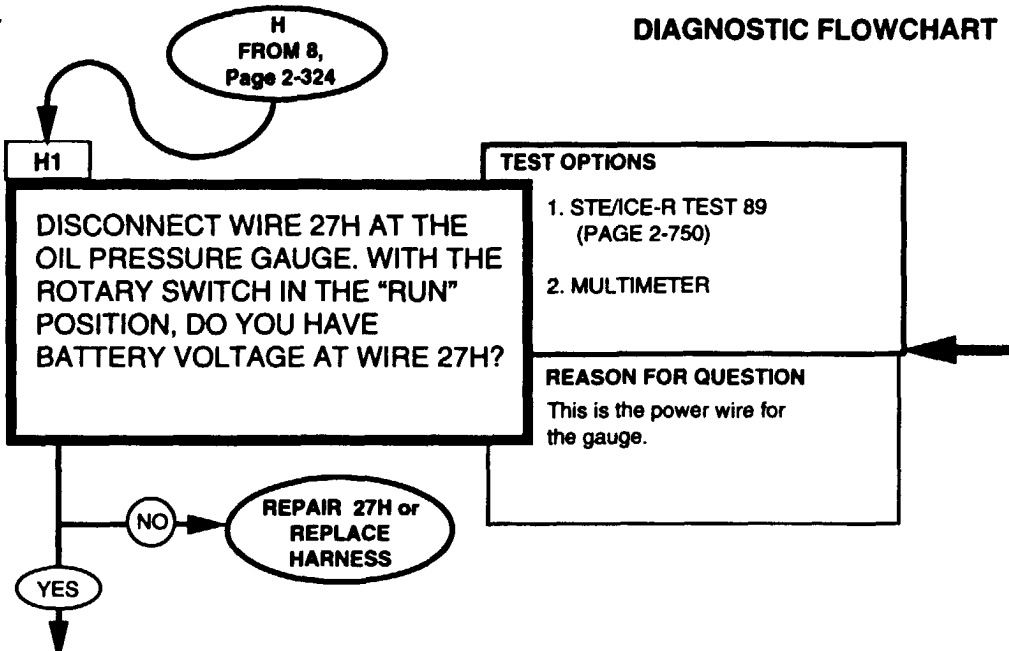 DIAGNOSTIC FLOWCHART
H
FROM 8,
Page 2-324
H1
DISCONNECT WIRE 27H AT THE
OIL PRESSURE GAUGE. WITH THE
ROTARY SWITCH IN THE “RUN”
POSITION, DO YOU HAVE
BATTERY VOLTAGE AT WIRE 27H?
TEST OPTIONS
1. STE/ICE-R TEST 89
(PAGE 2-750)
2. MULTIMETER
REASON FOR QUESTION
This is the power wire for
the gauge.
NO
REPAIR 27H or
REPLACE
HARNESS
YES